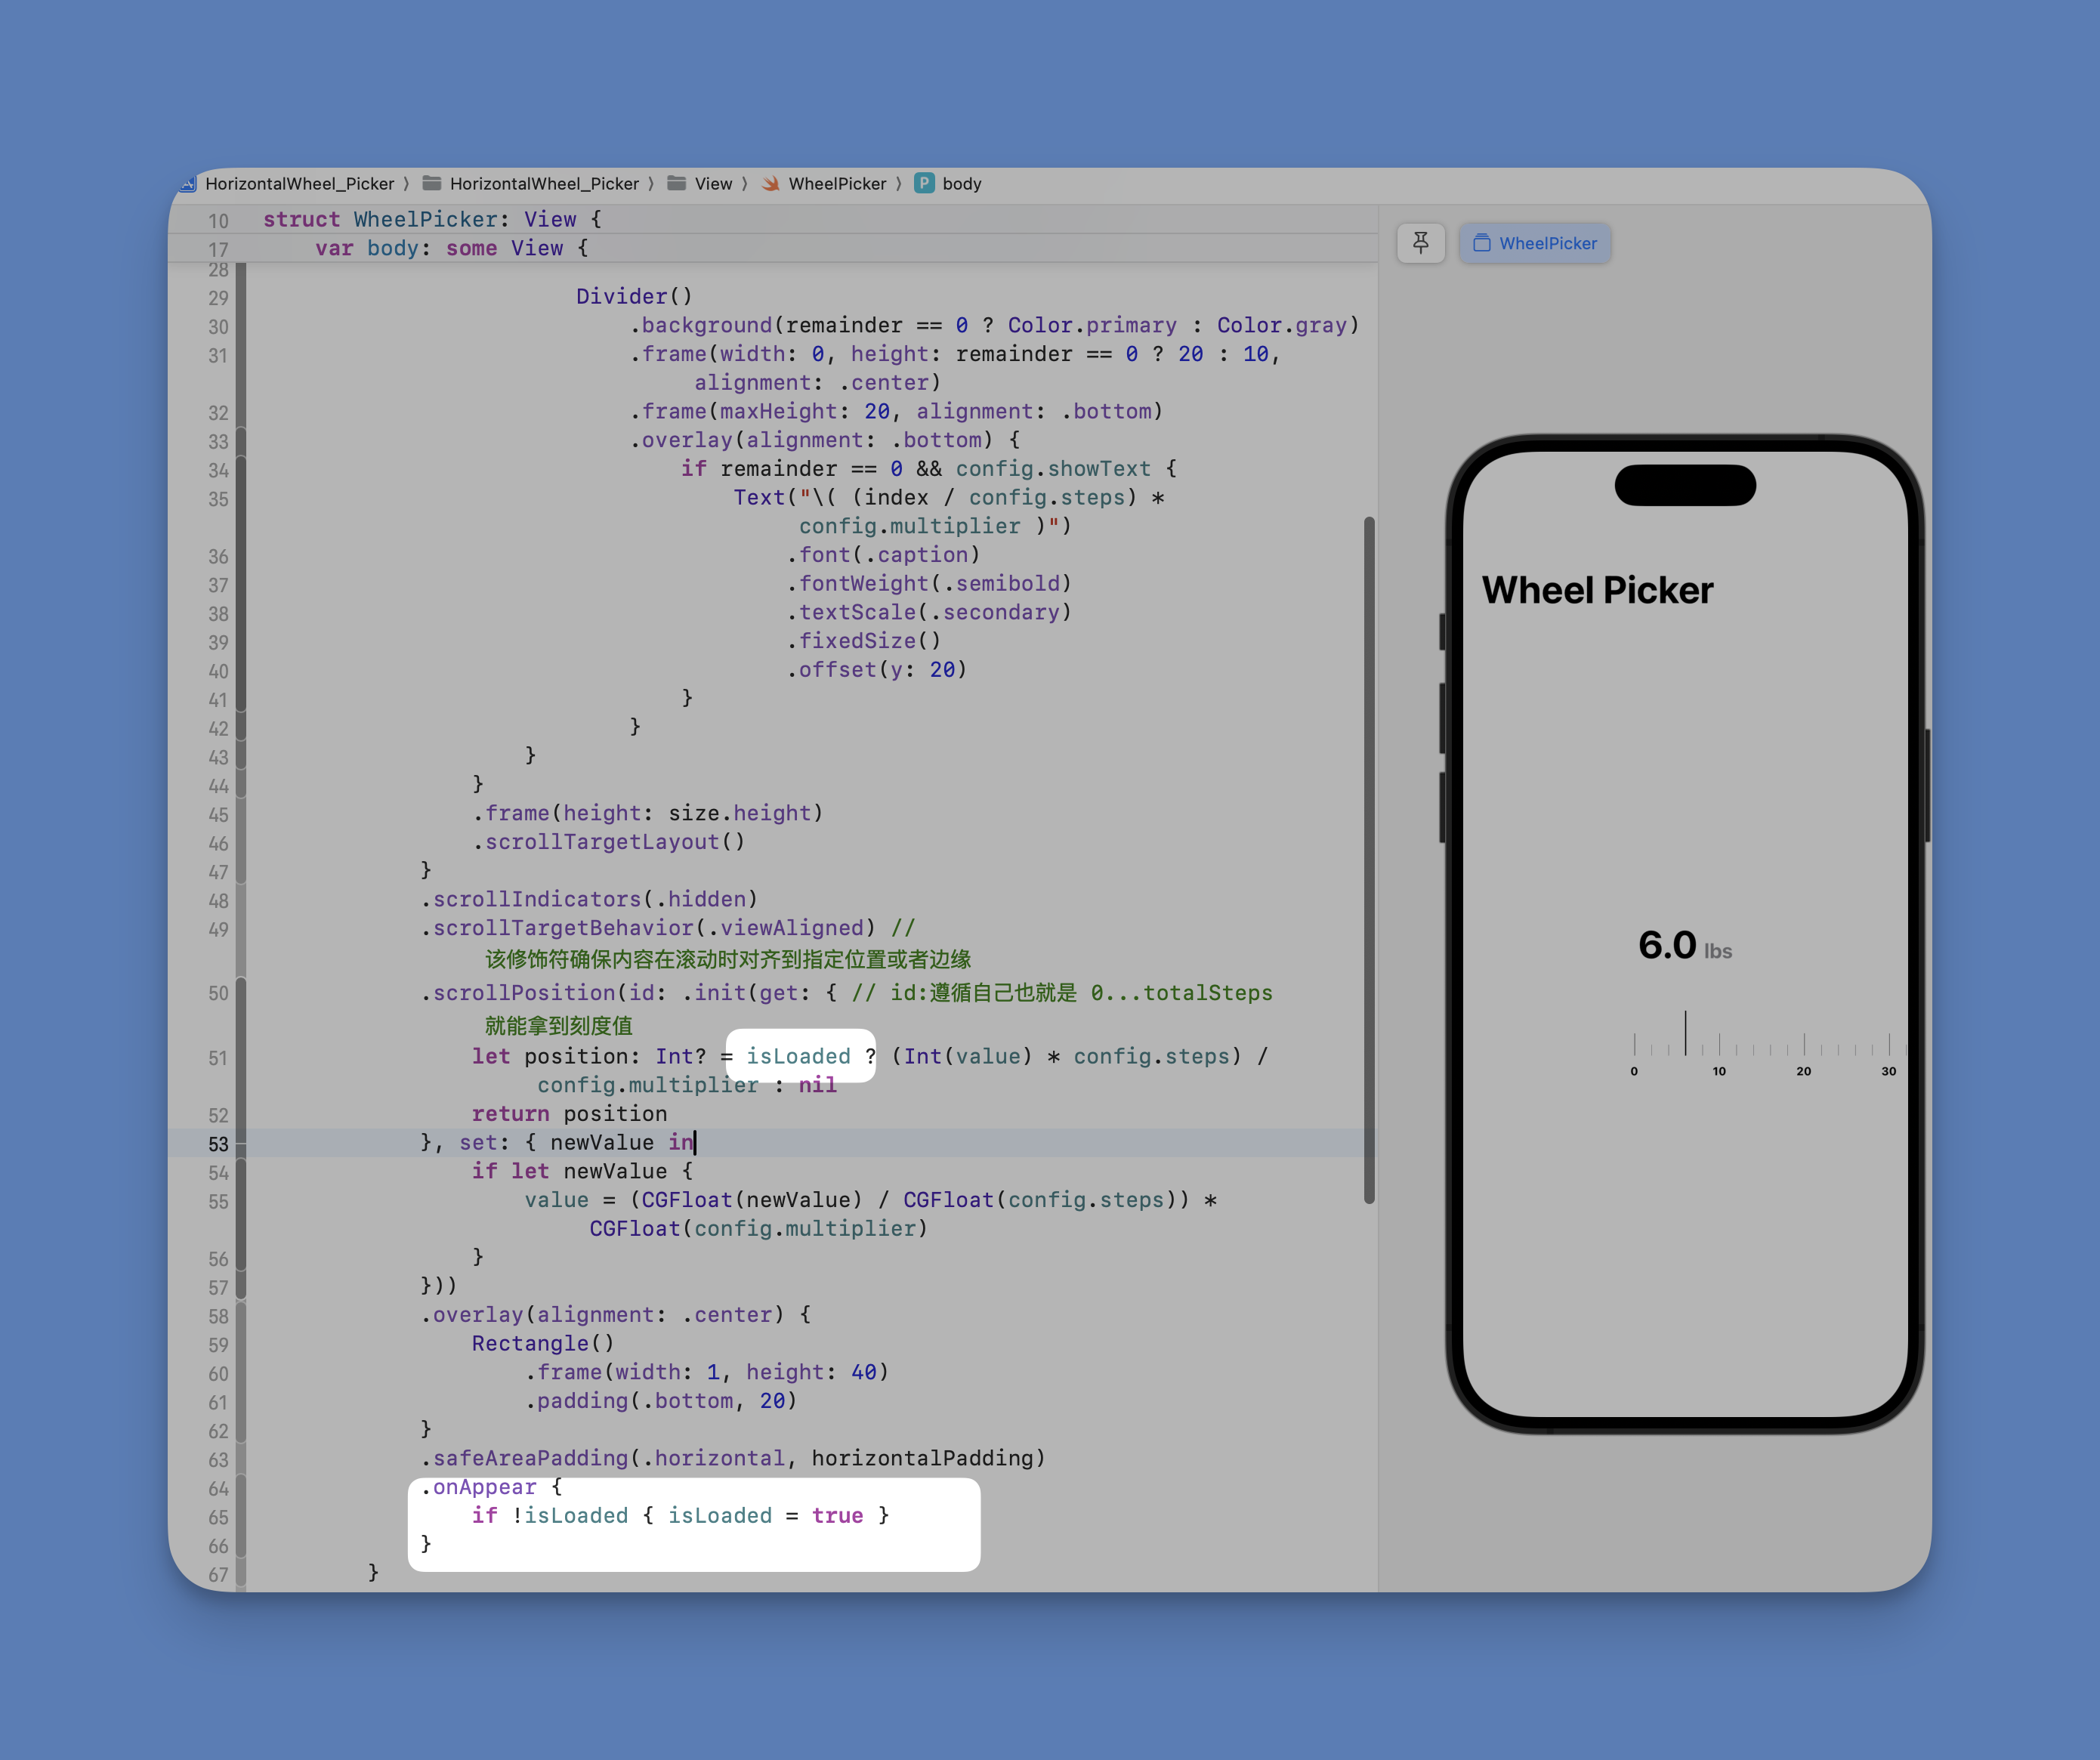 HorizontalWheel_Picker 〉 HorizontalWheel_Picker 〉 View 〉 WheelPicker 〉 P body
10 struct WheelPicker: View {
17 var body: some View {
28
29 Divider()
30 .background(remainder == 0 ? Color.primary : Color.gray)
31 .frame(width: 0, height: remainder == 0 ? 20 : 10,
alignment: .center)
32 .frame(maxHeight: 20, alignment: .bottom)
33 .overlay(alignment: .bottom) {
34 if remainder == 0 && config.showText {
35 Text("\( (index / config.steps) *
config.multiplier )")
36 .font(.caption)
37 .fontWeight(.semibold)
38 .textScale(.secondary)
39 .fixedSize()
40 .offset(y: 20)
41 }
42 }
43 }
44 }
45 .frame(height: size.height)
46 .scrollTargetLayout()
47 }
48 .scrollIndicators(.hidden)
49 .scrollTargetBehavior(.viewAligned) //
该修饰符确保内容在滚动时对齐到指定位置或者边缘
50 .scrollPosition(id: .init(get: { // id:遵循自己也就是 0...totalSteps
就能拿到刻度值
51 let position: Int? = isLoaded ? (Int(value) * config.steps) /
config.multiplier : nil
52 return position
53 }, set: { newValue in
54 if let newValue {
55 value = (CGFloat(newValue) / CGFloat(config.steps)) *
CGFloat(config.multiplier)
56 }
57 }))
58 .overlay(alignment: .center) {
59 Rectangle()
60 .frame(width: 1, height: 40)
61 .padding(.bottom, 20)
62 }
63 .safeAreaPadding(.horizontal, horizontalPadding)
64 .onAppear {
65 if !isLoaded { isLoaded = true }
66 }
67 }
WheelPicker
Wheel Picker
6.0 lbs
0 10 20 30